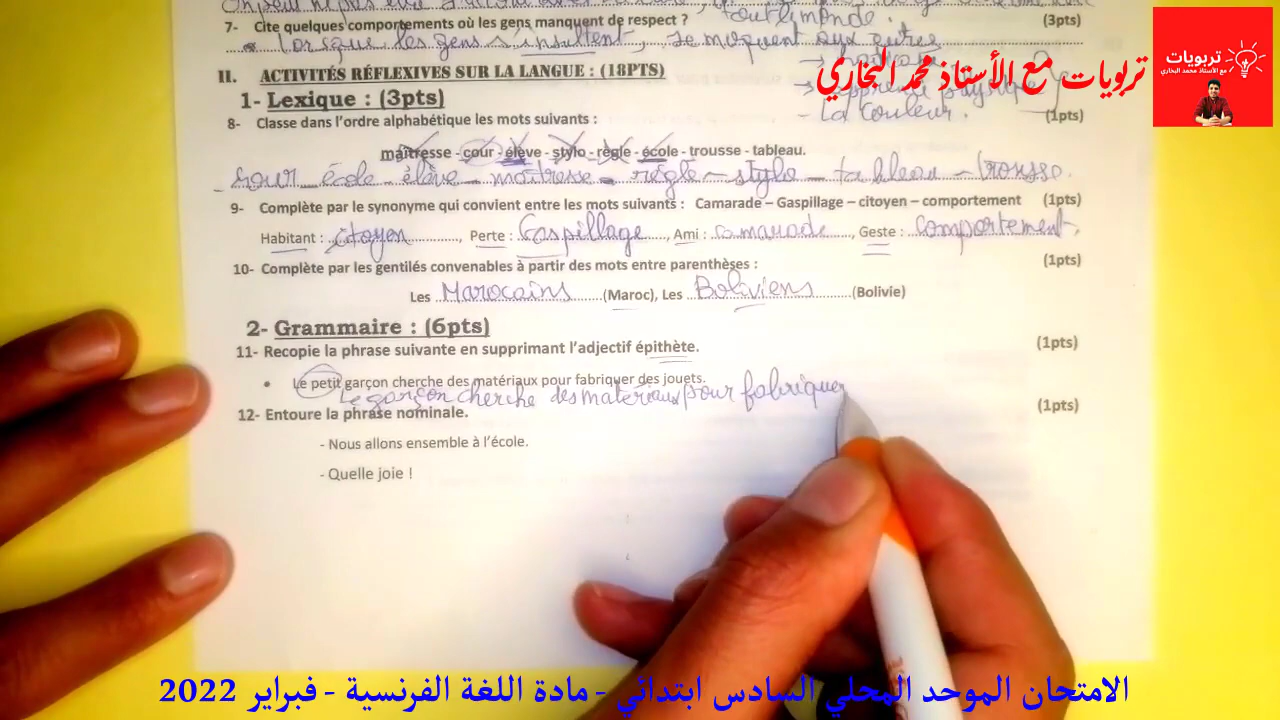 7- Cite quelques comportements où les gens manquent de respect ? tout le monde. (3pts)
Lorsque les gens s'insultent, se moquent aux autres
- La couleur.
II. ACTIVITÉS RÉFLEXIVES SUR LA LANGUE : (18PTS)
1- Lexique : (3pts)
8- Classe dans l'ordre alphabétique les mots suivants : (1pts)
maîtresse - cour - élève - stylo - règle - école - trousse - tableau.
- cour - école - élève - maîtresse - règle - stylo - tableau - trousse.
9- Complète par le synonyme qui convient entre les mots suivants : Camarade – Gaspillage – citoyen – comportement (1pts)
Habitant : citoyen, Perte : Gaspillage, Ami : camarade, Geste : comportement.
10- Complète par les gentilés convenables à partir des mots entre parenthèses : (1pts)
Les Marocains (Maroc), Les Boliviens (Bolivie)
2- Grammaire : (6pts)
11- Recopie la phrase suivante en supprimant l'adjectif épithète. (1pts)
• Le petit garçon cherche des matériaux pour fabriquer des jouets.
Le garçon cherche des matériaux pour fabriquer
12- Entoure la phrase nominale. (1pts)
- Nous allons ensemble à l'école.
- Quelle joie !
تربويات مع الأستاذ محمد البخاري
تربويات
مع الأستاذ محمد البخاري
الامتحان الموحد المحلي السادس ابتدائي - مادة اللغة الفرنسية - فبراير 2022